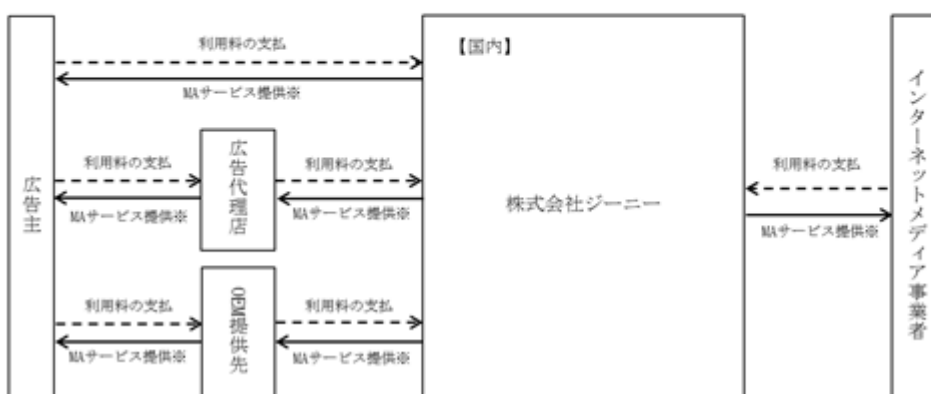 利用料の支払
【国内】
MAサービス提供※
広告主
利用料の支払
MAサービス提供※
広告代理店
利用料の支払
MAサービス提供※
株式会社ジーニー
利用料の支払
MAサービス提供※
インターネットメディア事業者
利用料の支払
MAサービス提供※
OEM提供先
利用料の支払
MAサービス提供※